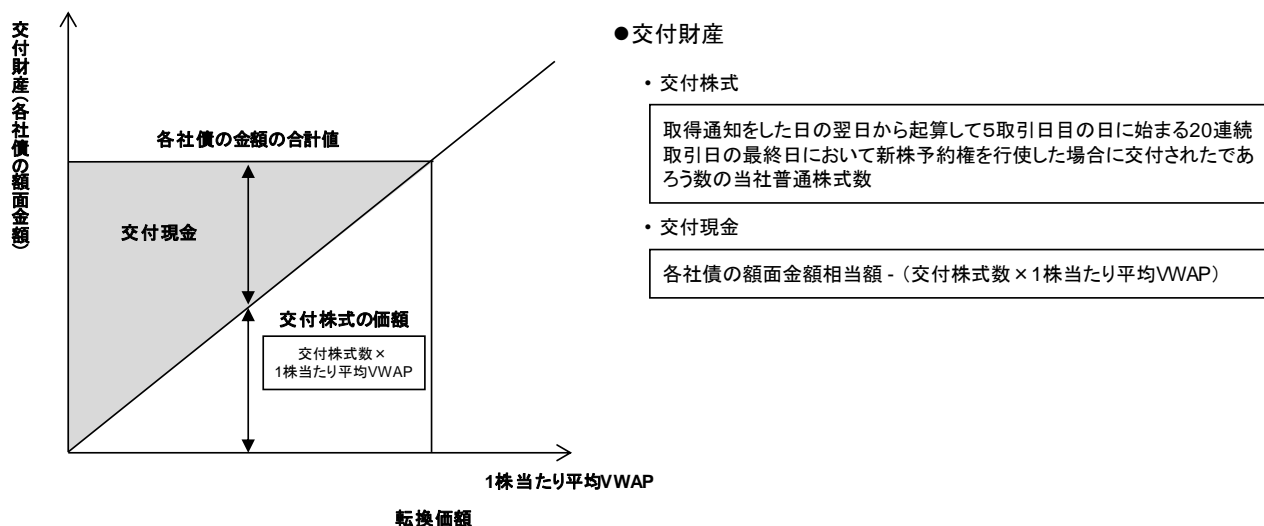 交付財産(各社債の額面金額)
各社債の金額の合計値
交付現金
交付株式の価額
交付株式数×
1株当たり平均VWAP
1株当たり平均VWAP
転換価額
●交付財産
・交付株式
取得通知をした日の翌日から起算して5取引日目の日に始まる20連続
取引日の最終日において新株予約権を行使した場合に交付されたであ
ろう数の当社普通株式数
・交付現金
各社債の額面金額相当額 - (交付株式数×1株当たり平均VWAP)